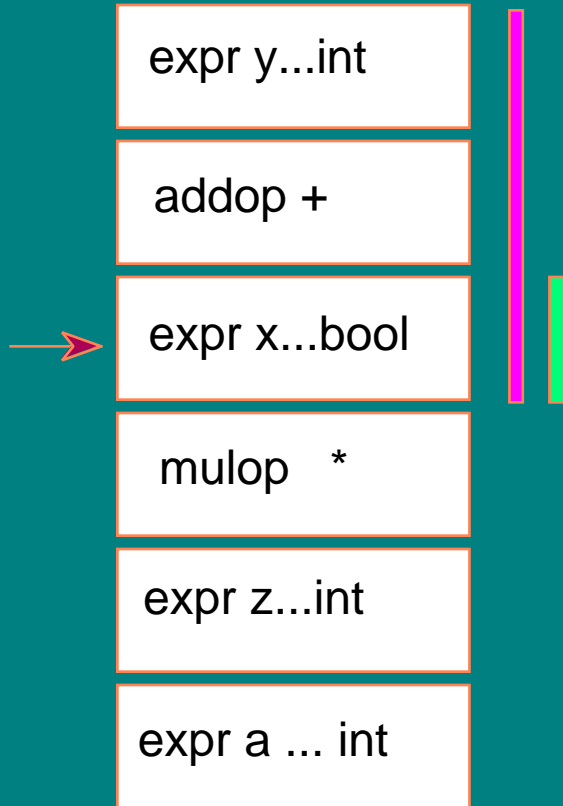 expr y...int
addop +
expr x...bool
mulop *
expr z...int
expr a ... int